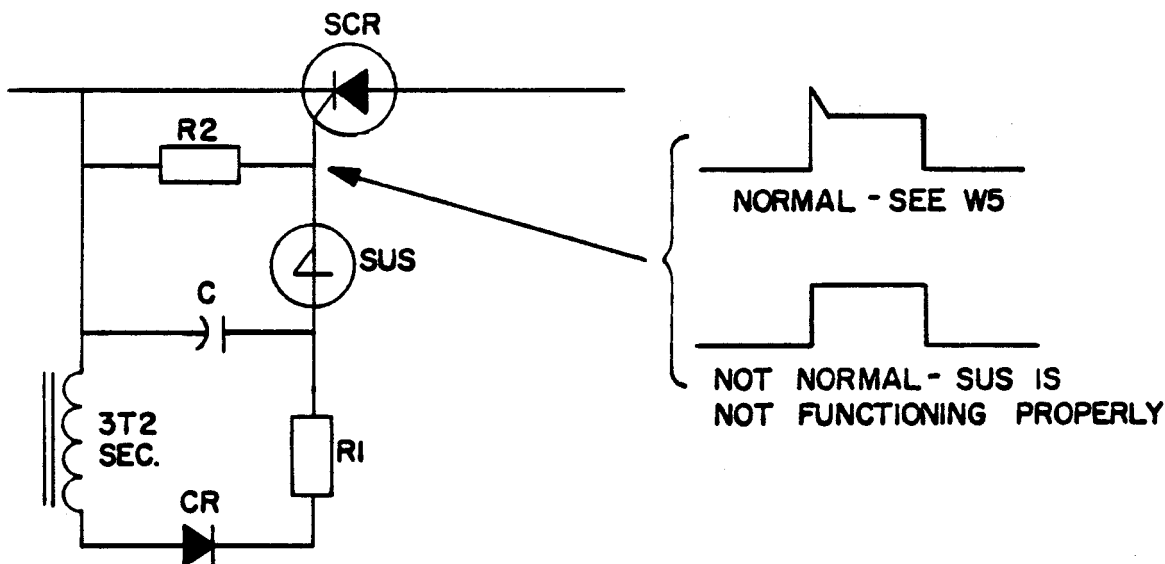 SCR
R2
SUS
C
3T2
SEC.
R1
CR
NORMAL - SEE W5
NOT NORMAL - SUS IS
NOT FUNCTIONING PROPERLY